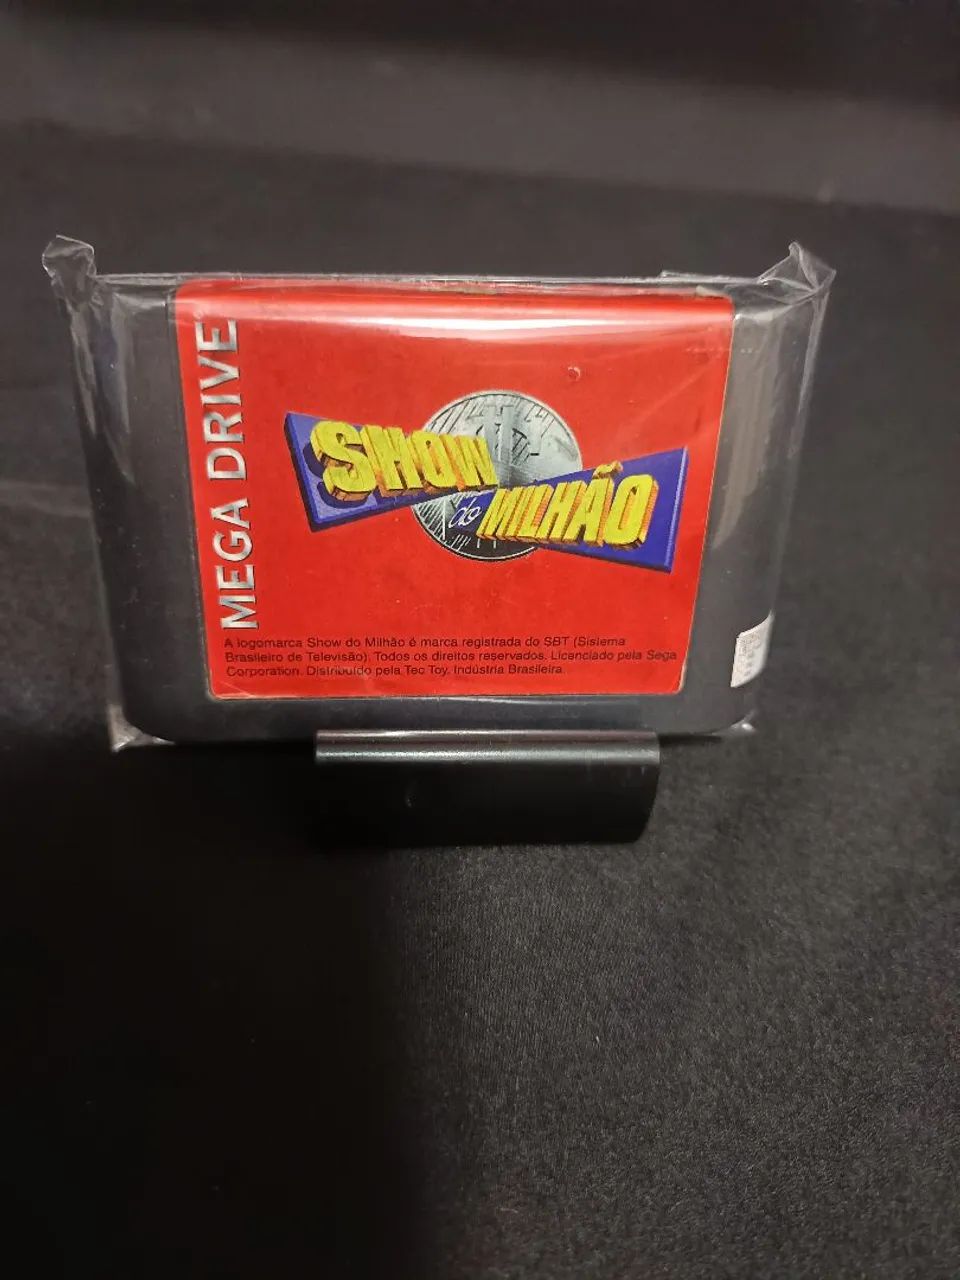 MEGA DRIVE
SHOW
do MILHÃO
A logomarca Show do Milhão é marca registrada do SBT (Sistema
Brasileiro de Televisão). Todos os direitos reservados. Licenciado pela Sega
Corporation. Distribuído pela Tec Toy. Indústria Brasileira.